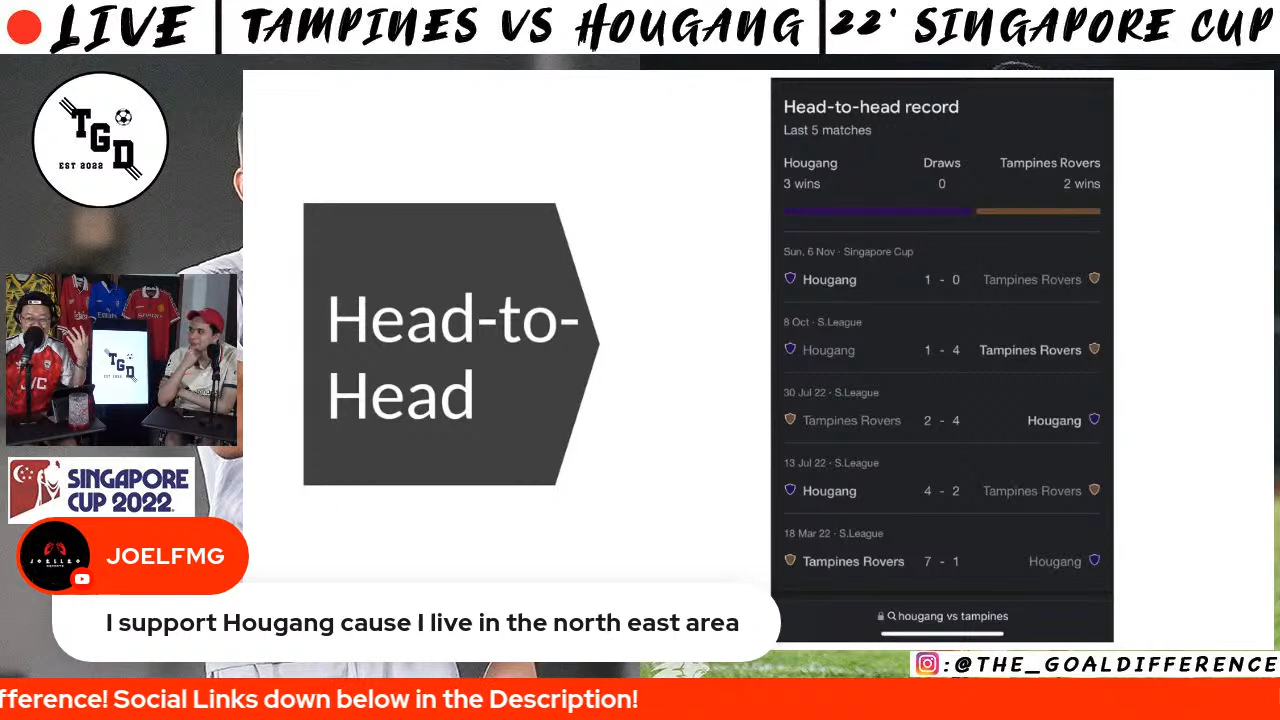 LIVE
TAMPINES VS HOUGANG
22' SINGAPORE CUP
TGD
EST 2022
Head-to-
Head
Head-to-head record
Last 5 matches
Hougang Draws Tampines Rovers
3 wins 0 2 wins
Sun, 6 Nov · Singapore Cup
Hougang 1 - 0 Tampines Rovers
8 Oct · S.League
Hougang 1 - 4 Tampines Rovers
30 Jul 22 · S.League
Tampines Rovers 2 - 4 Hougang
13 Jul 22 · S.League
Hougang 4 - 2 Tampines Rovers
18 Mar 22 · S.League
Tampines Rovers 7 - 1 Hougang
hougang vs tampines
TGD
JVC
SINGAPORE
CUP 2022
JOELFMG
I support Hougang cause I live in the north east area
:@THE_GOALDIFFERENCE
fference! Social Links down below in the Description!